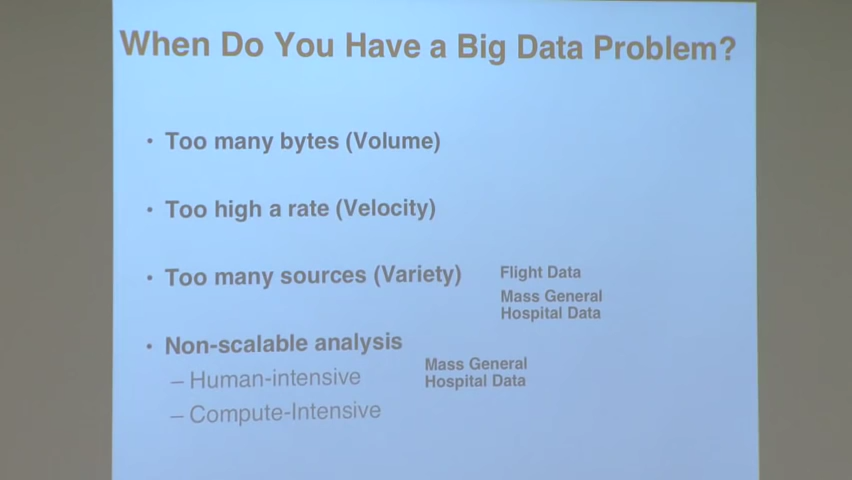 When Do You Have a Big Data Problem?
• Too many bytes (Volume)
• Too high a rate (Velocity)
• Too many sources (Variety)
Flight Data
Mass General
Hospital Data
• Non-scalable analysis
– Human-intensive
Mass General
Hospital Data
– Compute-Intensive